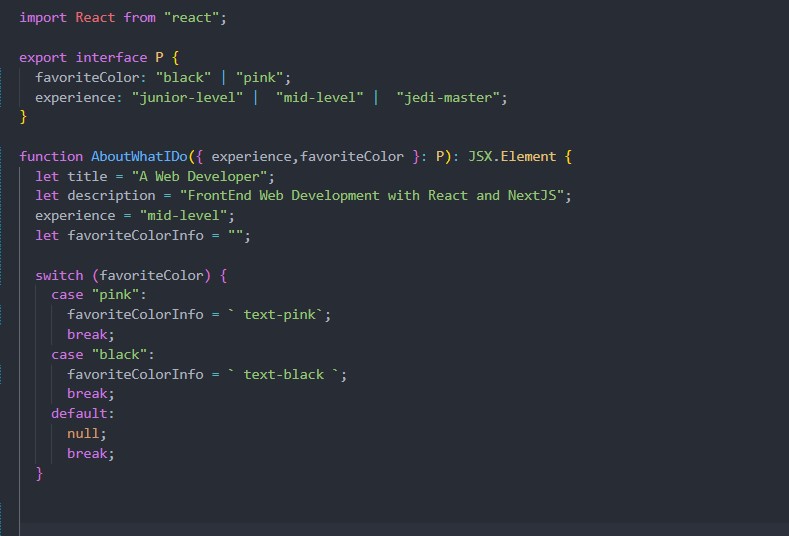 import React from "react";
export interface P {
favoriteColor: "black" | "pink";
experience: "junior-level" | "mid-level" | "jedi-master";
}
function AboutWhatIDo({ experience,favoriteColor }: P): JSX.Element {
let title = "A Web Developer";
let description = "FrontEnd Web Development with React and NextJS";
experience = "mid-level";
let favoriteColorInfo = "";
switch (favoriteColor) {
case "pink":
favoriteColorInfo = ` text-pink`;
break;
case "black":
favoriteColorInfo = ` text-black `;
break;
default:
null;
break;
}